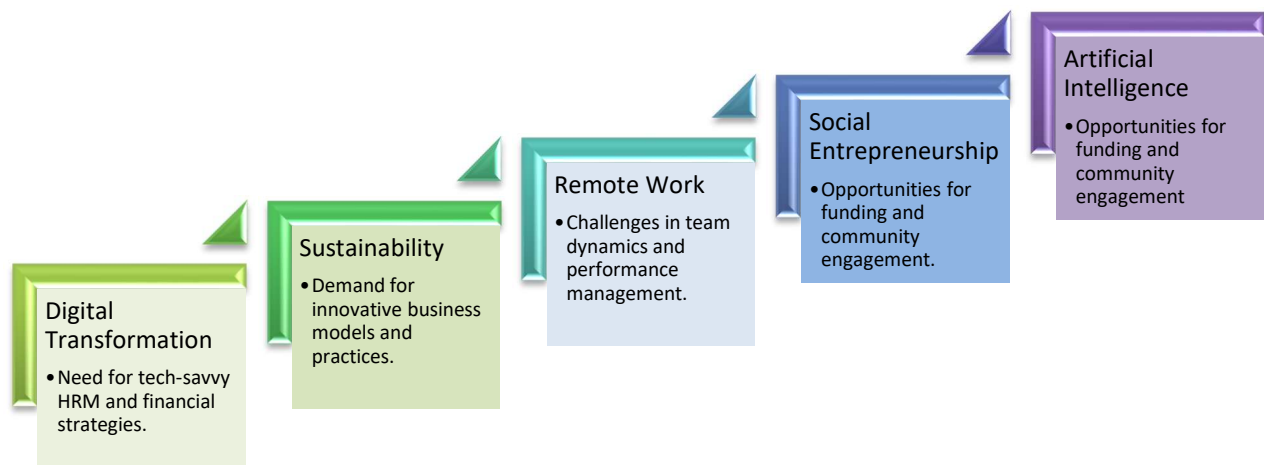 Digital
Transformation
•Need for tech-savvy
HRM and financial
strategies.
Sustainability
•Demand for
innovative business
models and
practices.
Remote Work
•Challenges in team
dynamics and
performance
management.
Social
Entrepreneurship
•Opportunities for
funding and
community
engagement.
Artificial
Intelligence
•Opportunities for
funding and
community
engagement